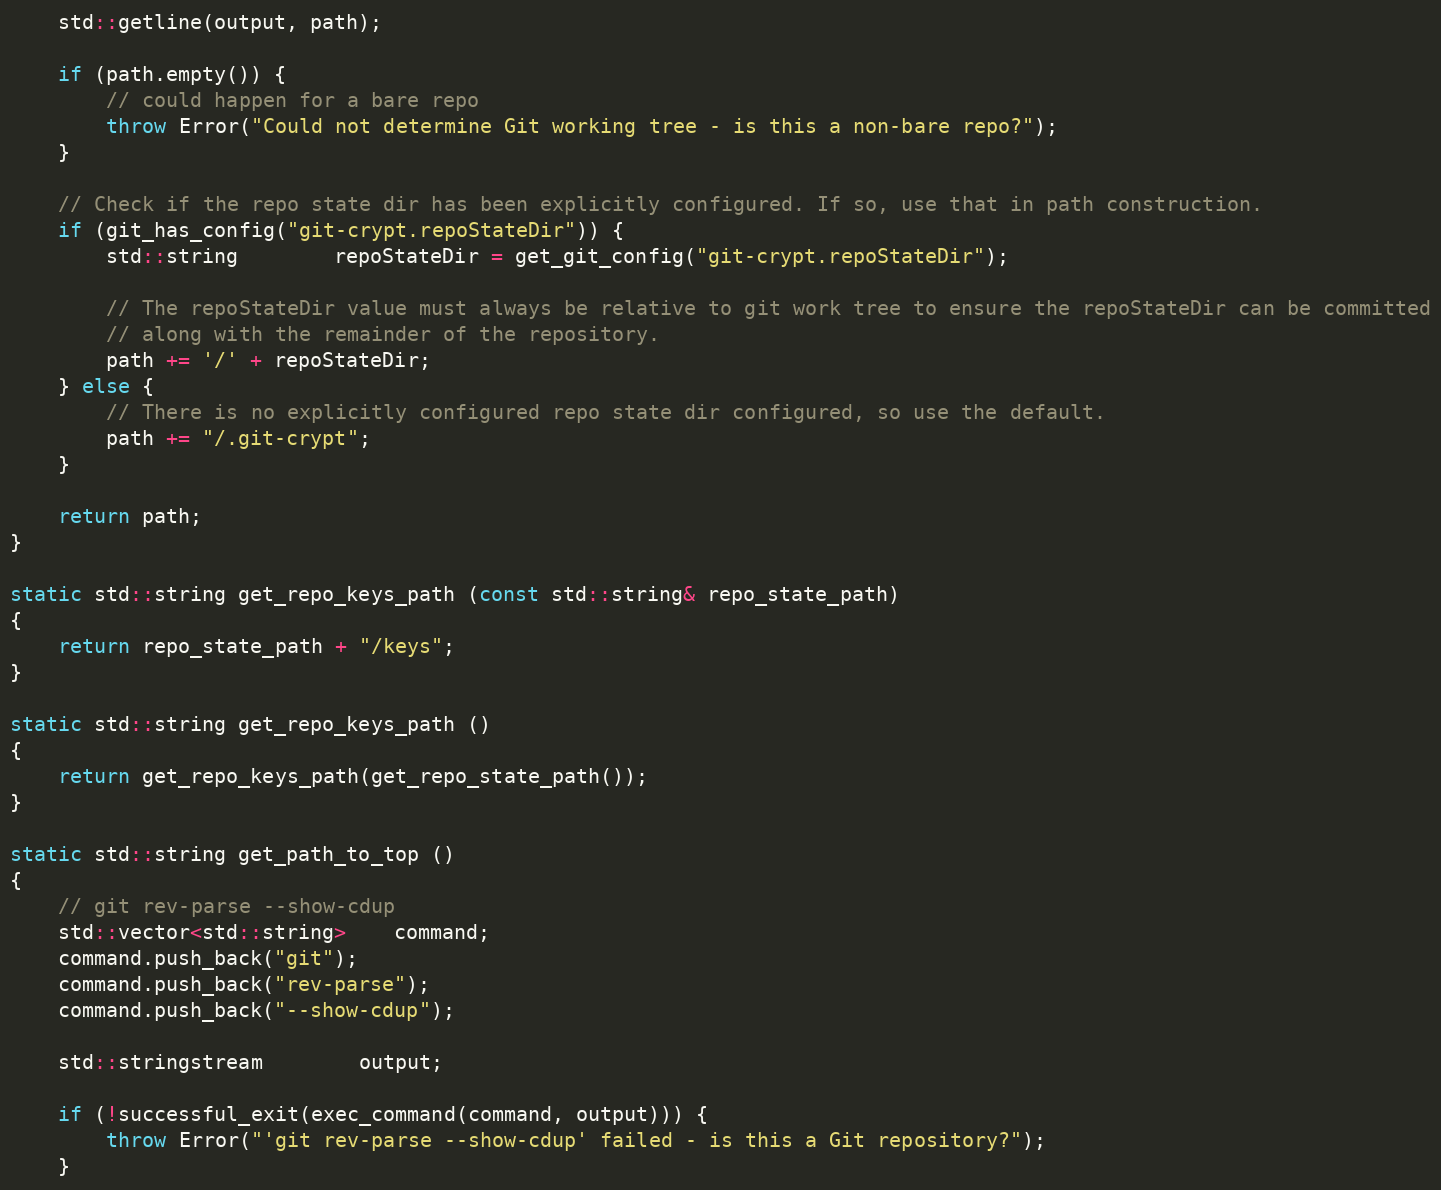 std::getline(output, path);

    if (path.empty()) {
        // could happen for a bare repo
        throw Error("Could not determine Git working tree - is this a non-bare repo?");
    }

    // Check if the repo state dir has been explicitly configured. If so, use that in path construction.
    if (git_has_config("git-crypt.repoStateDir")) {
        std::string        repoStateDir = get_git_config("git-crypt.repoStateDir");

        // The repoStateDir value must always be relative to git work tree to ensure the repoStateDir can be committed
        // along with the remainder of the repository.
        path += '/' + repoStateDir;
    } else {
        // There is no explicitly configured repo state dir configured, so use the default.
        path += "/.git-crypt";
    }

    return path;
}

static std::string get_repo_keys_path (const std::string& repo_state_path)
{
    return repo_state_path + "/keys";
}

static std::string get_repo_keys_path ()
{
    return get_repo_keys_path(get_repo_state_path());
}

static std::string get_path_to_top ()
{
    // git rev-parse --show-cdup
    std::vector<std::string>    command;
    command.push_back("git");
    command.push_back("rev-parse");
    command.push_back("--show-cdup");

    std::stringstream        output;

    if (!successful_exit(exec_command(command, output))) {
        throw Error("'git rev-parse --show-cdup' failed - is this a Git repository?");
    }